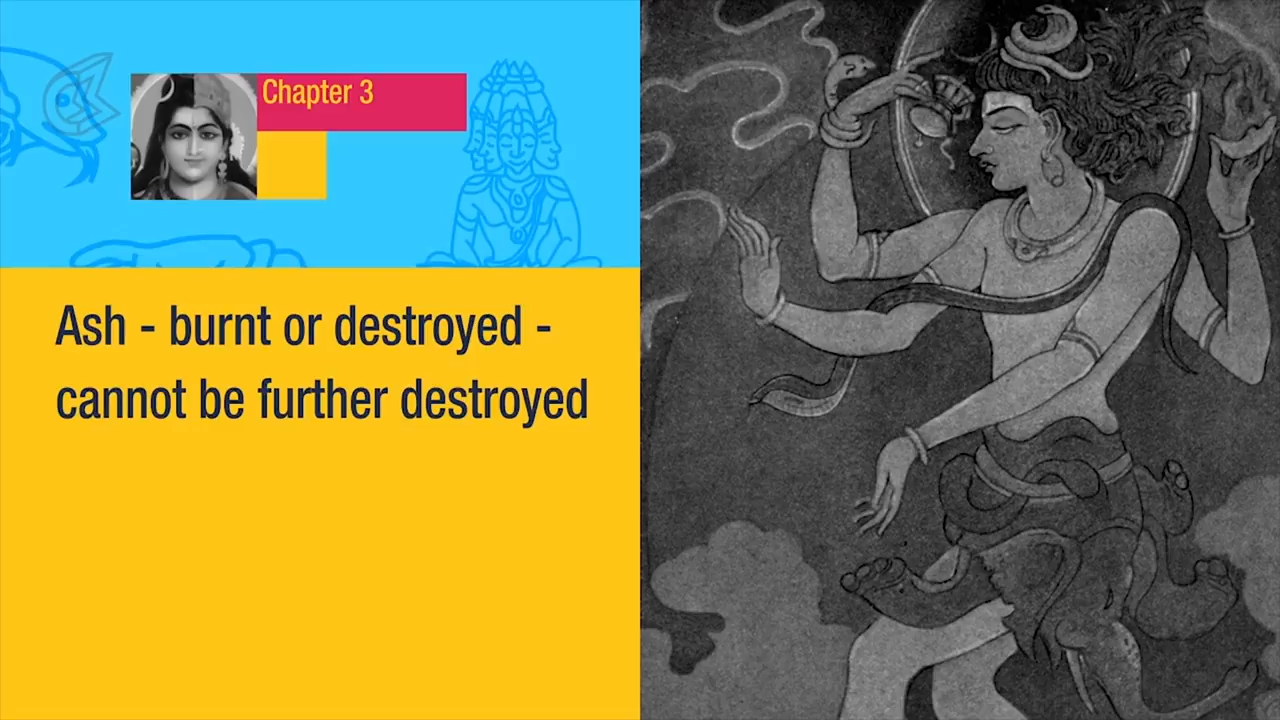 Chapter 3
Ash - burnt or destroyed -
cannot be further destroyed